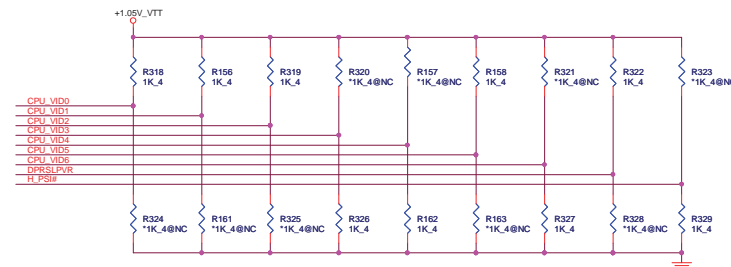 +1.05V_VTT
R318 R156 R319 R320 R157 R158 R321 R322 R323
1K_4 1K_4 1K_4 *1K_4@NC *1K_4@NC 1K_4 *1K_4@NC 1K_4 *1K_4@N
CPU_VID0
CPU_VID1
CPU_VID2
CPU_VID3
CPU_VID4
CPU_VID5
CPU_VID6
DPRSLPVR
H_PSI#
R324 R161 R325 R326 R162 R163 R327 R328 R329
*1K_4@NC *1K_4@NC *1K_4@NC 1K_4 1K_4 *1K_4@NC 1K_4 *1K_4@NC 1K_4